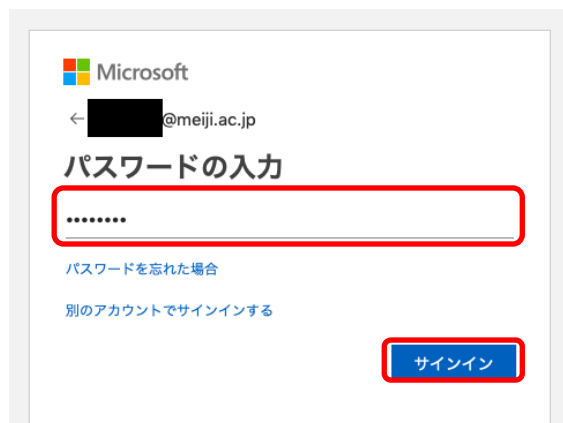 Microsoft
← @meiji.ac.jp
パスワードの入力
••••••••
パスワードを忘れた場合
別のアカウントでサインインする
サインイン